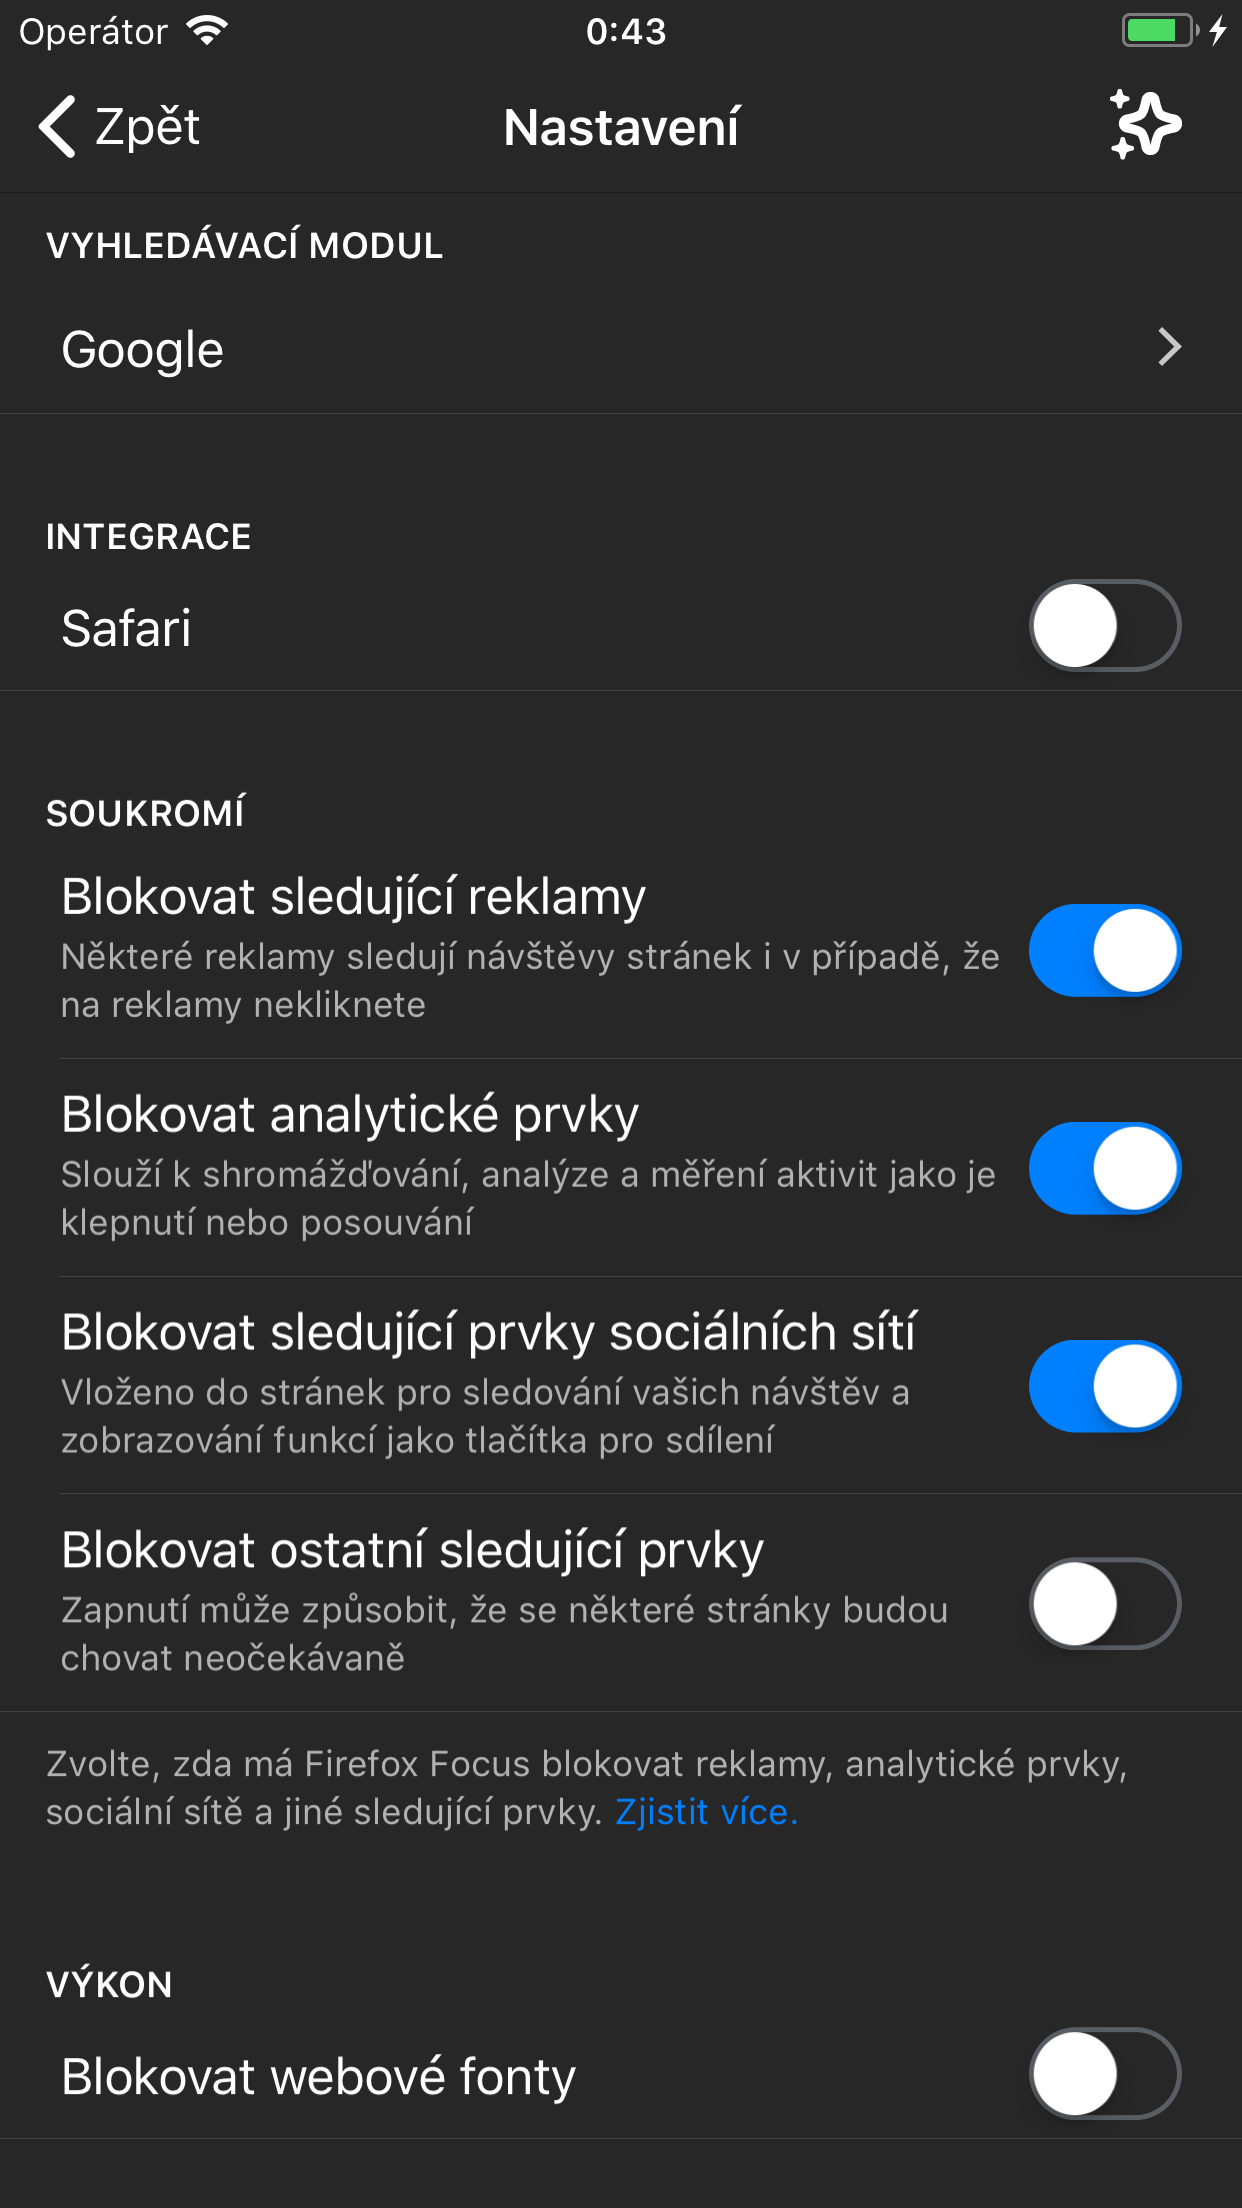 Operátor
0:43
Zpět
Nastavení
VYHLEDÁVACÍ MODUL
Google
INTEGRACE
Safari
SOUKROMÍ
Blokovat sledující reklamy
Některé reklamy sledují návštěvy stránek i v případě, že
na reklamy nekliknete
Blokovat analytické prvky
Slouží k shromážďování, analýze a měření aktivit jako je
klepnutí nebo posouvání
Blokovat sledující prvky sociálních sítí
Vloženo do stránek pro sledování vašich návštěv a
zobrazování funkcí jako tlačítka pro sdílení
Blokovat ostatní sledující prvky
Zapnutí může způsobit, že se některé stránky budou
chovat neočekávaně
Zvolte, zda má Firefox Focus blokovat reklamy, analytické prvky,
sociální sítě a jiné sledující prvky. Zjistit více.
VÝKON
Blokovat webové fonty